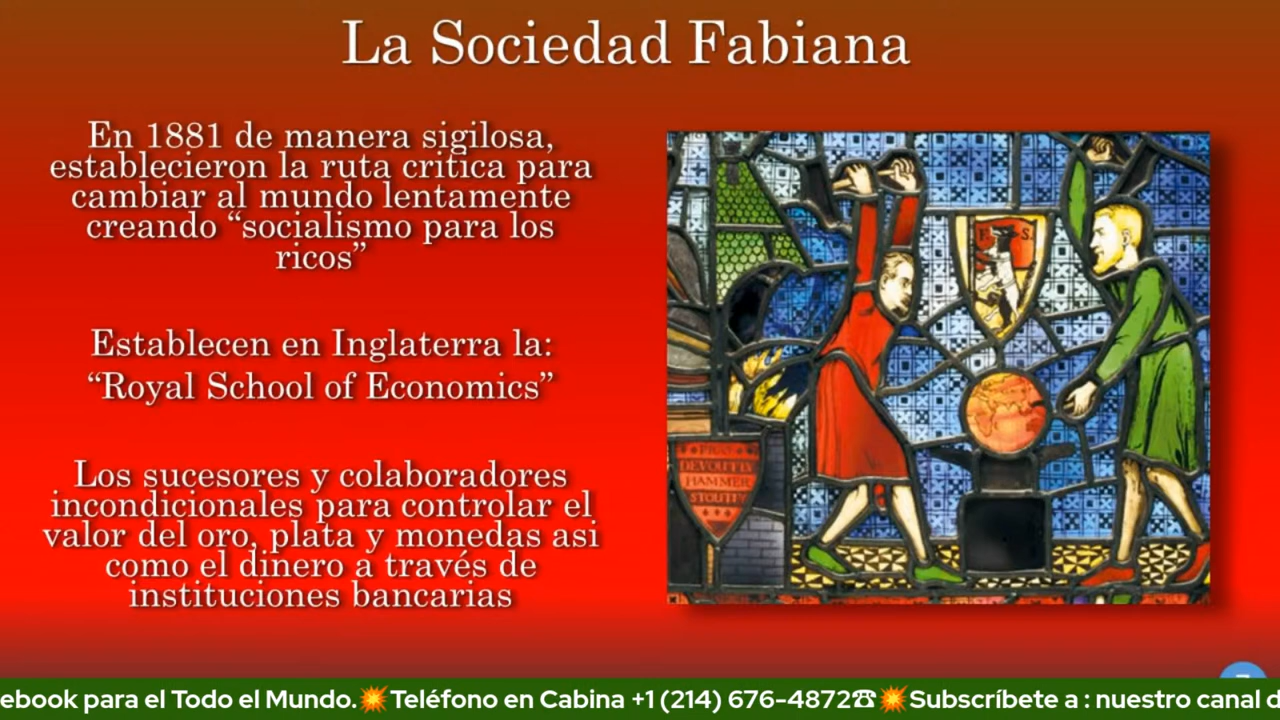 La Sociedad Fabiana
En 1881 de manera sigilosa,
establecieron la ruta critica para
cambiar al mundo lentamente
creando “socialismo para los
ricos”
Establecen en Inglaterra la:
“Royal School of Economics”
Los sucesores y colaboradores
incondicionales para controlar el
valor del oro, plata y monedas asi
como el dinero a través de
instituciones bancarias
F. S.
DEVOUTLY
HAMMER
STOUTLY
ebook para el Todo el Mundo.💥Teléfono en Cabina +1 (214) 676-4872☎💥Subscríbete a : nuestro canal d